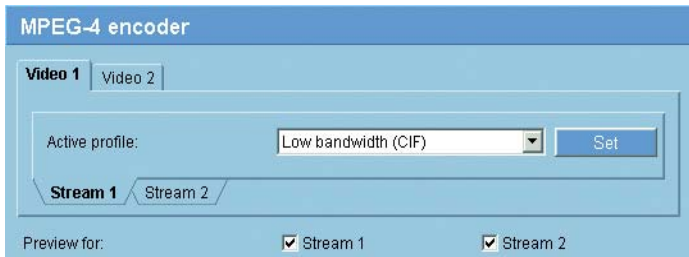 MPEG-4 encoder
Video 1 Video 2
Active profile: Low bandwidth (CIF) Set
Stream 1 Stream 2
Preview for: Stream 1 Stream 2